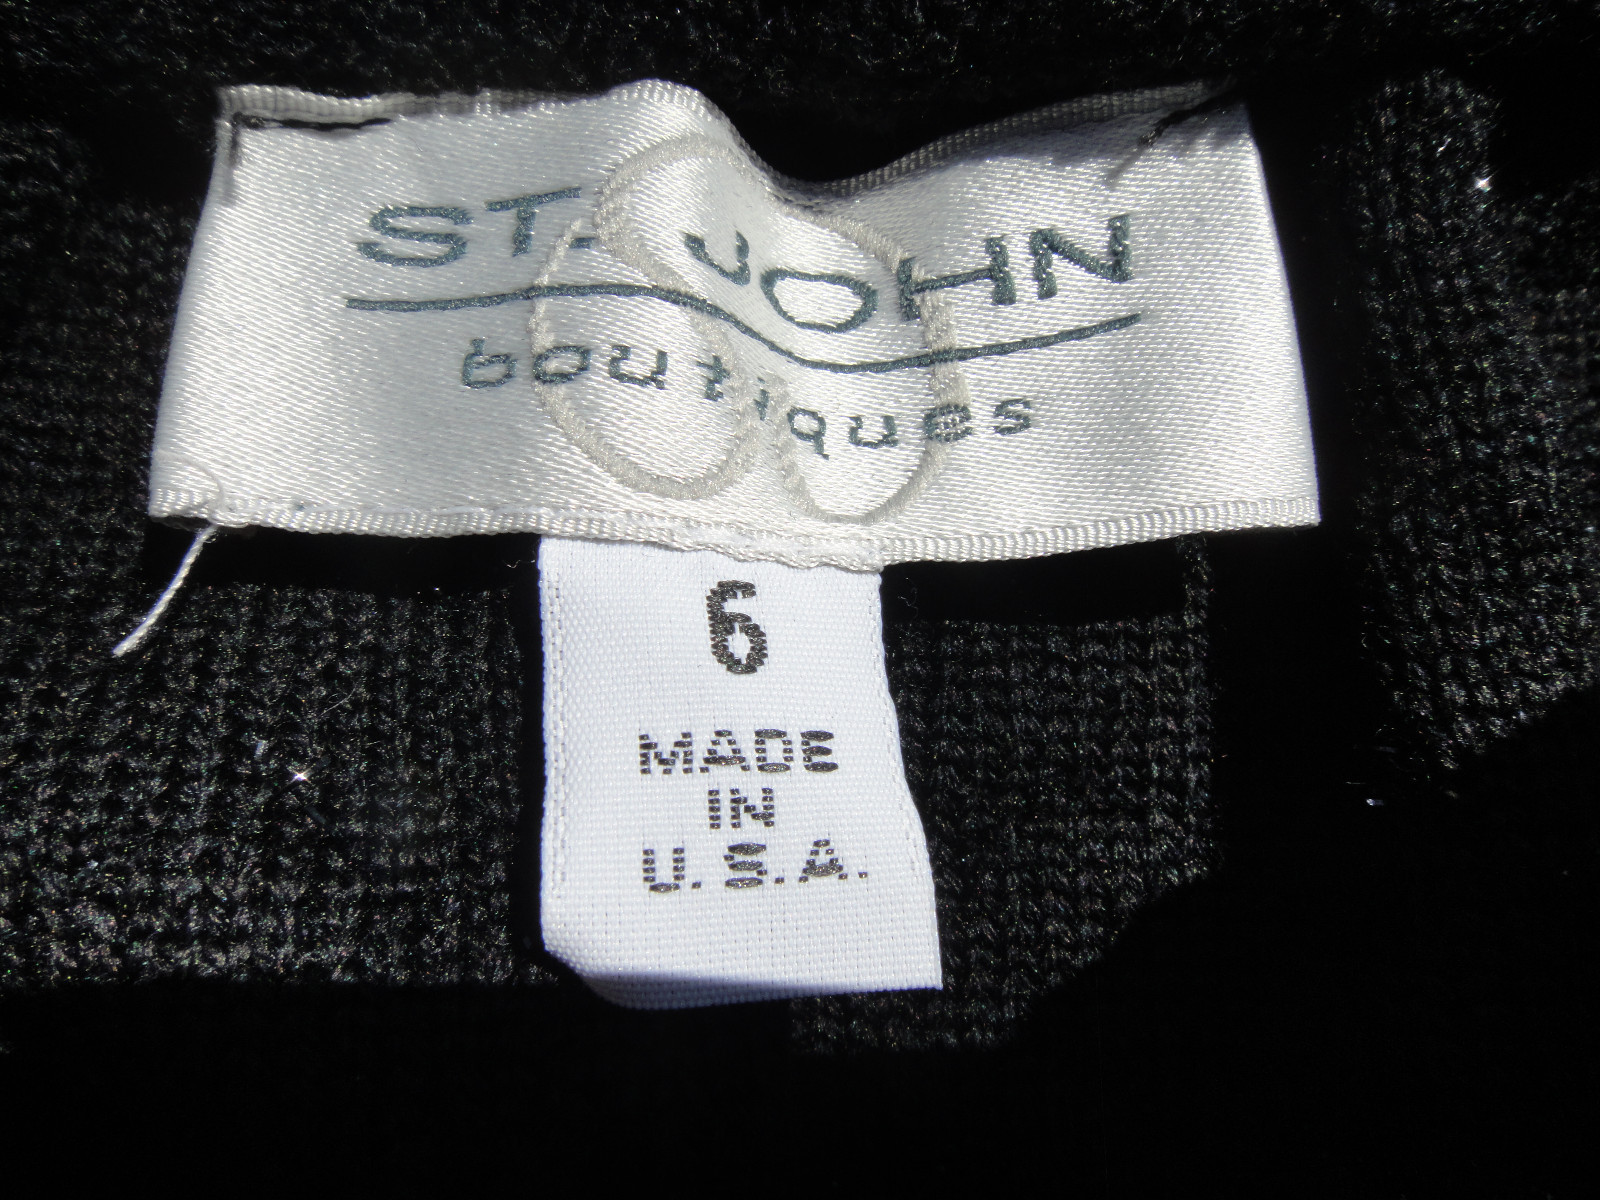 ST. JOHN
boutiques
6
MADE
IN
U.S.A.